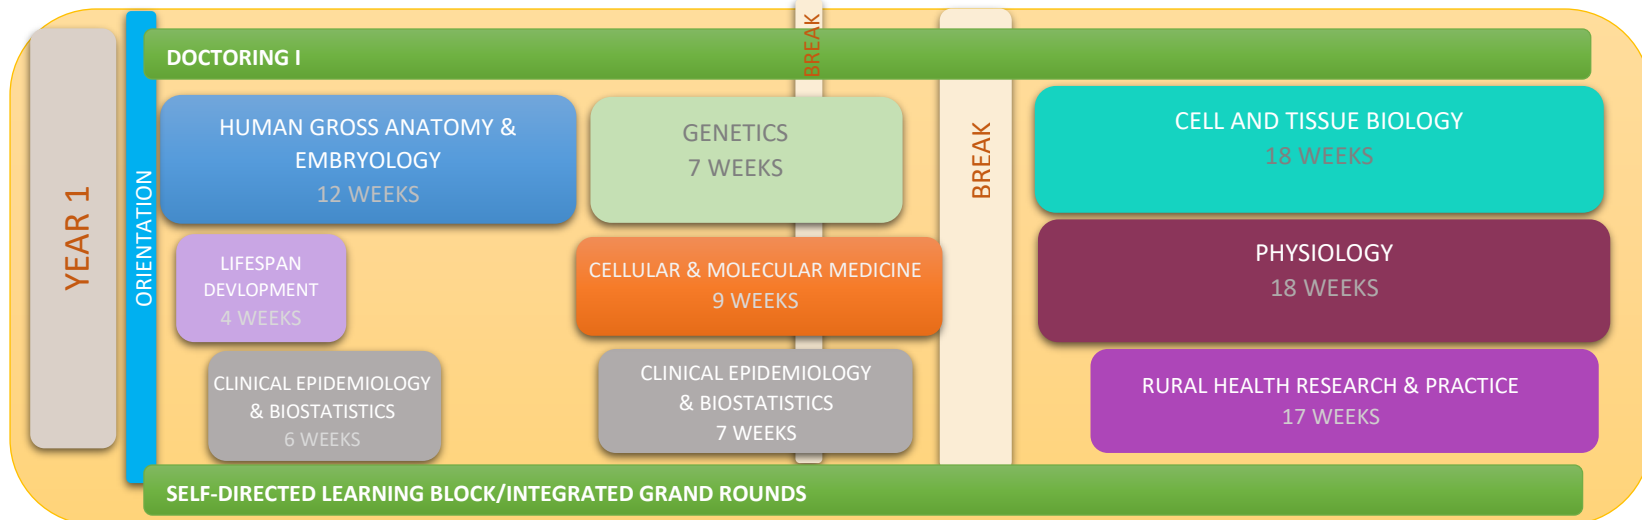 YEAR 1
ORIENTATION
DOCTORING I
BREAK
HUMAN GROSS ANATOMY &
EMBRYOLOGY
12 WEEKS
GENETICS
7 WEEKS
BREAK
CELL AND TISSUE BIOLOGY
18 WEEKS
LIFESPAN
DEVLOPMENT
4 WEEKS
CELLULAR & MOLECULAR MEDICINE
9 WEEKS
PHYSIOLOGY
18 WEEKS
CLINICAL EPIDEMIOLOGY
& BIOSTATISTICS
6 WEEKS
CLINICAL EPIDEMIOLOGY
& BIOSTATISTICS
7 WEEKS
RURAL HEALTH RESEARCH & PRACTICE
17 WEEKS
SELF-DIRECTED LEARNING BLOCK/INTEGRATED GRAND ROUNDS